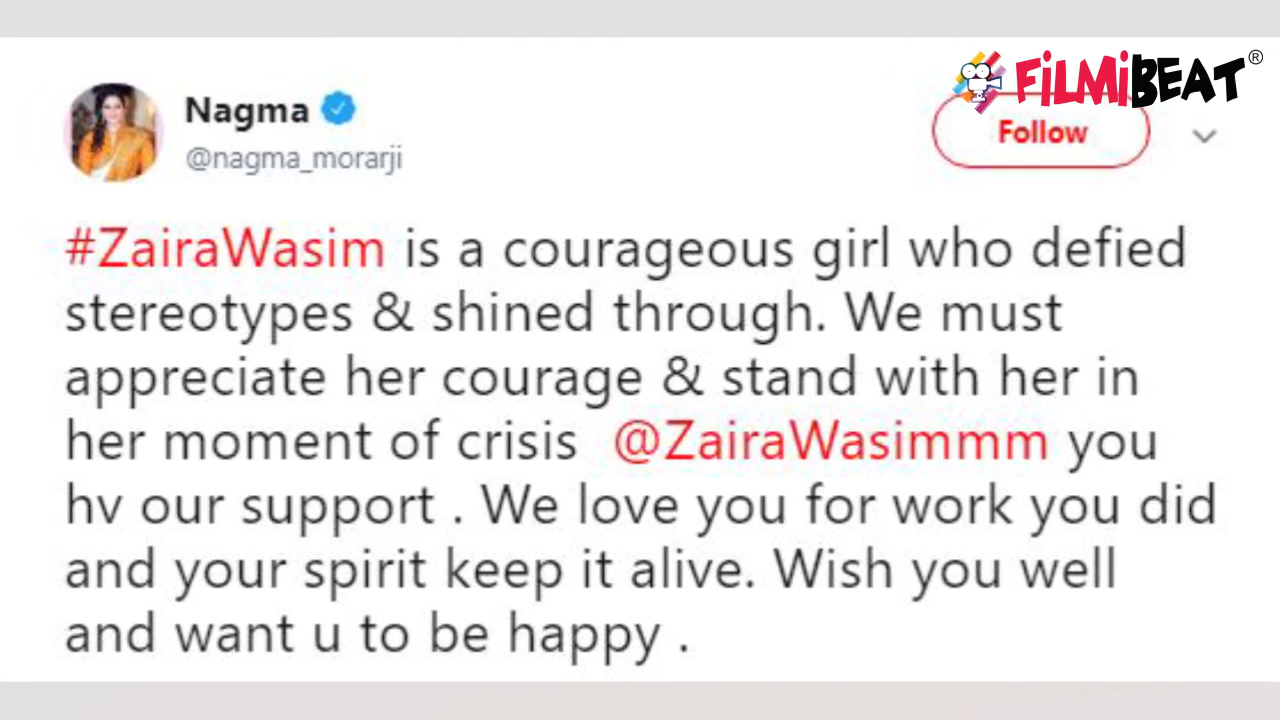 FiLMiBEAT®
Nagma
@nagma_morarji
Follow
#ZairaWasim is a courageous girl who defied
stereotypes & shined through. We must
appreciate her courage & stand with her in
her moment of crisis @ZairaWasimmm you
hv our support . We love you for work you did
and your spirit keep it alive. Wish you well
and want u to be happy .